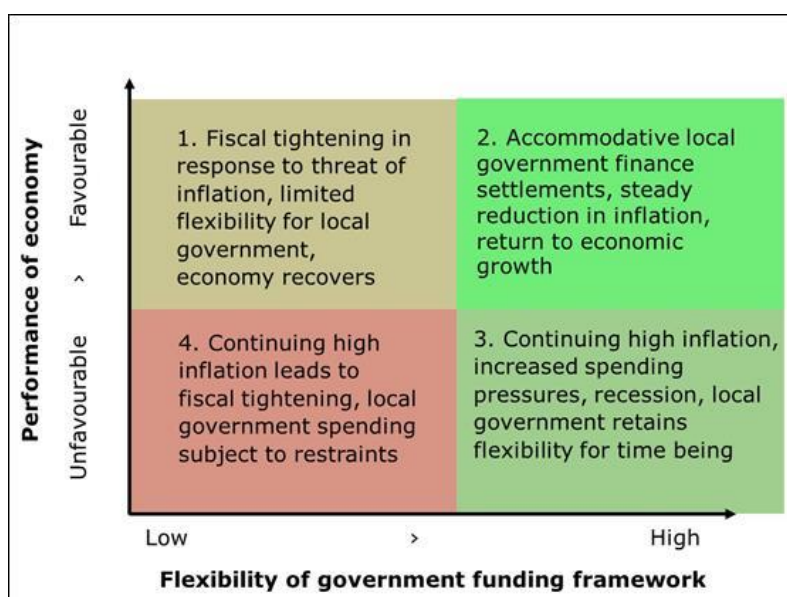 Performance of economy
Favourable
>
Unfavourable
1. Fiscal tightening in
response to threat of
inflation, limited
flexibility for local
government,
economy recovers
2. Accommodative local
government finance
settlements, steady
reduction in inflation,
return to economic
growth
4. Continuing high
inflation leads to
fiscal tightening, local
government spending
subject to restraints
3. Continuing high inflation,
increased spending
pressures, recession, local
government retains
flexibility for time being
Low
>
High
Flexibility of government funding framework